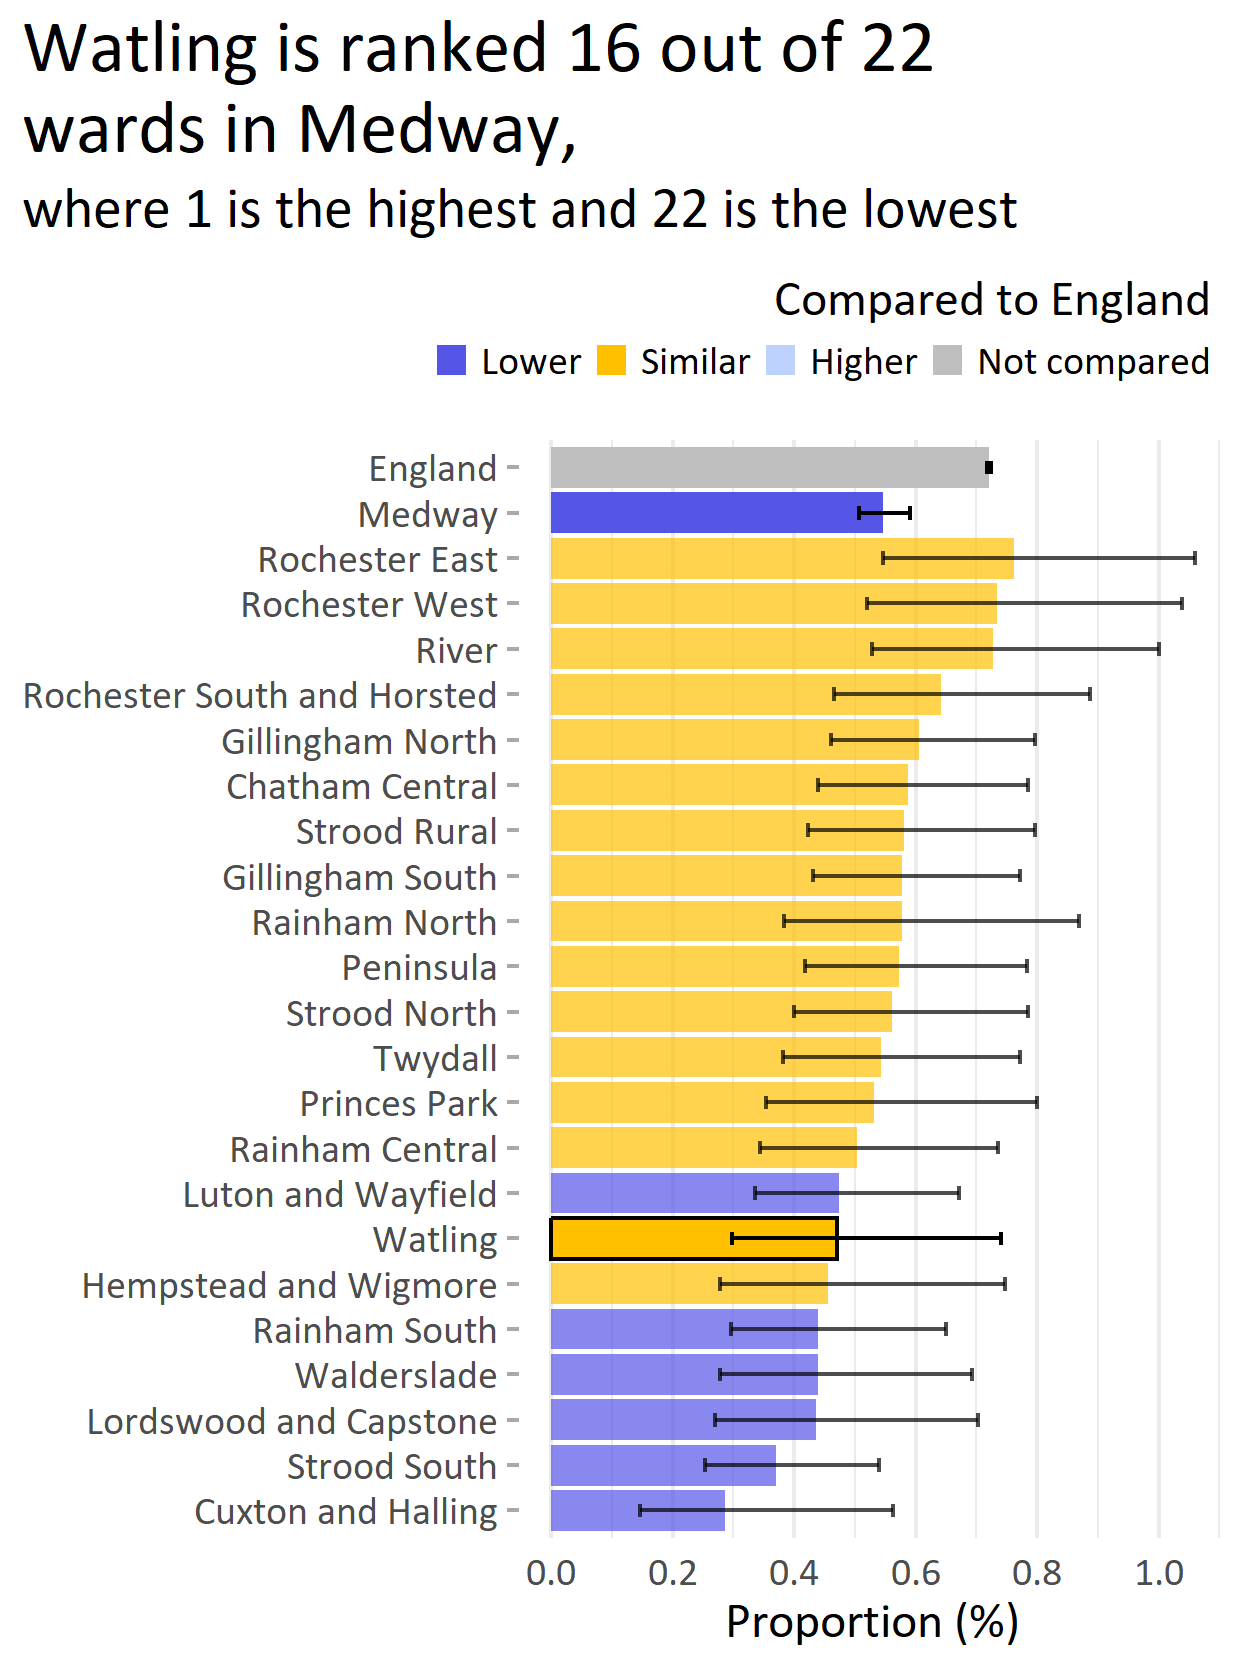 Watling is ranked 16 out of 22
wards in Medway,
where 1 is the highest and 22 is the lowest
Compared to England
Lower Similar Higher Not compared
England
Medway
Rochester East
Rochester West
River
Rochester South and Horsted
Gillingham North
Chatham Central
Strood Rural
Gillingham South
Rainham North
Peninsula
Strood North
Twydall
Princes Park
Rainham Central
Luton and Wayfield
Watling
Hempstead and Wigmore
Rainham South
Walderslade
Lordswood and Capstone
Strood South
Cuxton and Halling
0.0 0.2 0.4 0.6 0.8 1.0
Proportion (%)